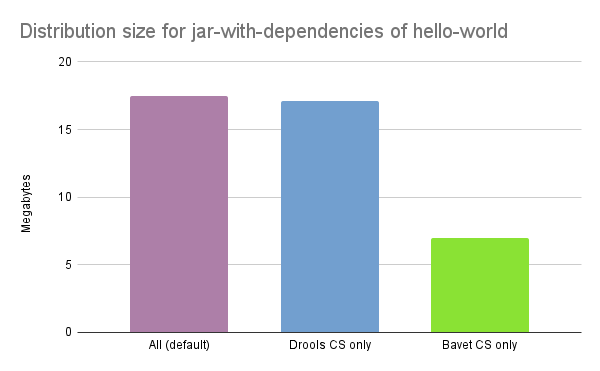 Distribution size for jar-with-dependencies of hello-world
20
15
10
5
0
Megabytes
All (default)
Drools CS only
Bavet CS only